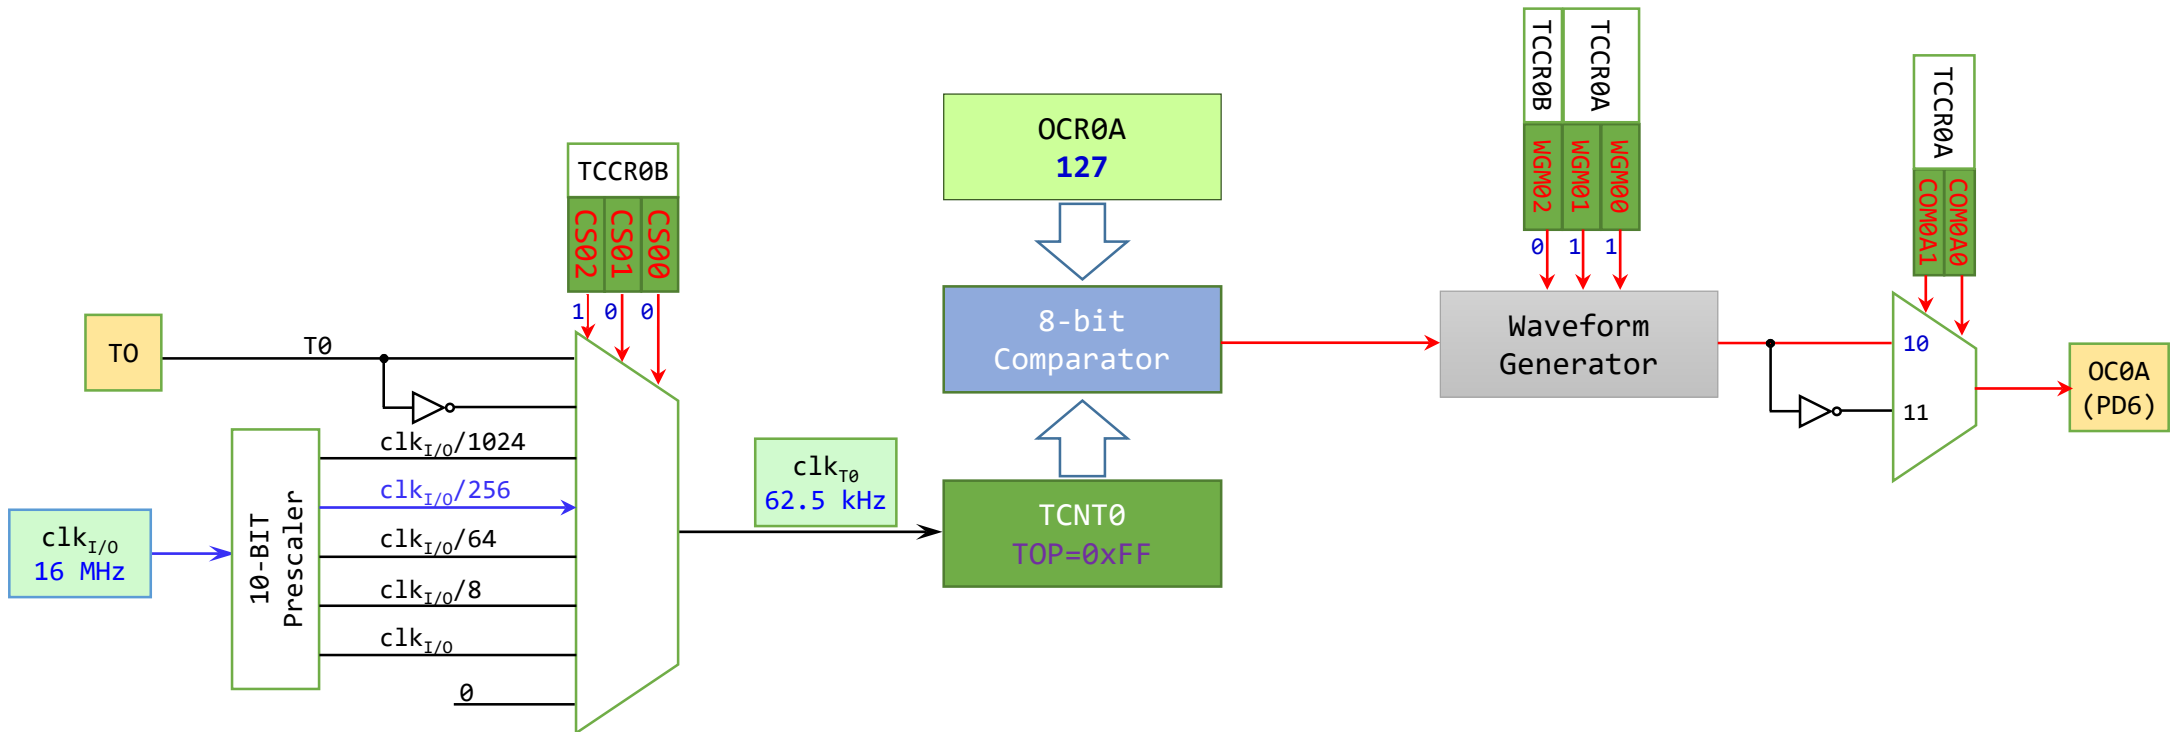 TCCR0B
CS02
CS01
CS00
1
0
0
TO
T0
clkI/O/1024
clkI/O/256
clkI/O/64
clkI/O/8
clkI/O
0
clkI/O
16 MHz
10-BIT
Prescaler
clkT0
62.5 kHz
OCR0A
127
8-bit
Comparator
TCNT0
TOP=0xFF
TCCR0B
TCCR0A
WGM02
WGM01
WGM00
0
1
1
Waveform
Generator
TCCR0A
COM0A1
COM0A0
10
11
OC0A
(PD6)